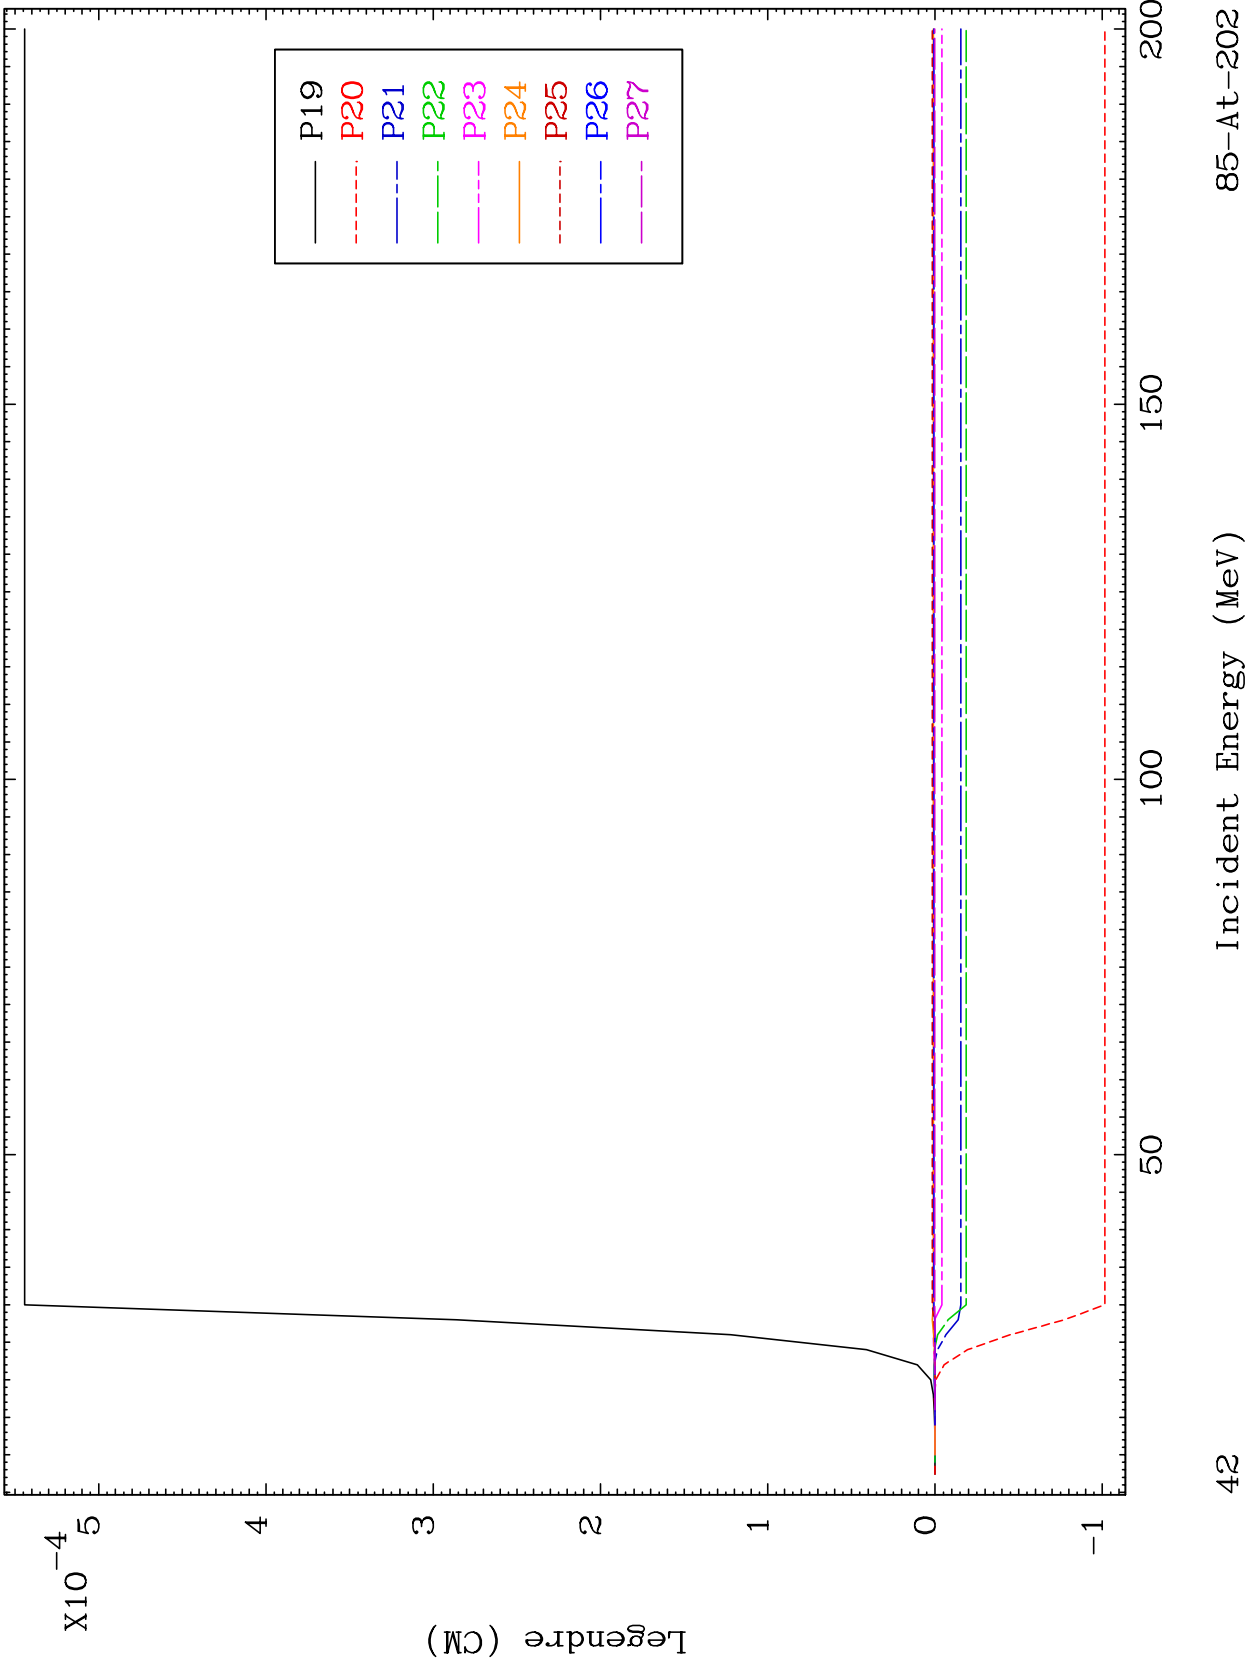 X10-4
5
4
3
2
1
0
-1
Legendre (CM)
P19
P20
P21
P22
P23
P24
P25
P26
P27
50
100
150
200
42
Incident Energy (MeV)
85-At-202